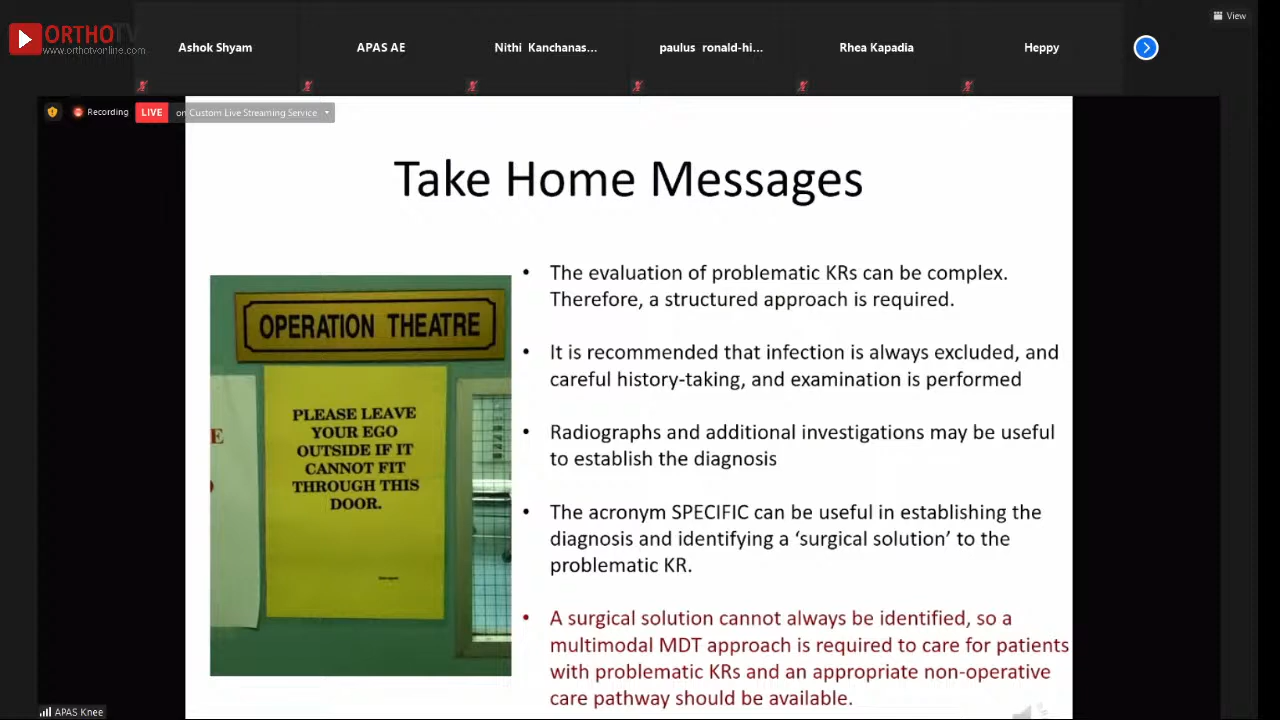 ORTHOTV
www.orthotvonline.com
Ashok Shyam
APAS AE
Nithi Kanchanas...
paulus ronald-hi...
Rhea Kapadia
Heppy
View
Recording
LIVE
on Custom Live Streaming Service
Take Home Messages
OPERATION THEATRE
PLEASE LEAVE
YOUR EGO
OUTSIDE IF IT
CANNOT FIT
THROUGH THIS
DOOR.
E
• The evaluation of problematic KRs can be complex.
Therefore, a structured approach is required.
• It is recommended that infection is always excluded, and
careful history-taking, and examination is performed
• Radiographs and additional investigations may be useful
to establish the diagnosis
• The acronym SPECIFIC can be useful in establishing the
diagnosis and identifying a ‘surgical solution’ to the
problematic KR.
• A surgical solution cannot always be identified, so a
multimodal MDT approach is required to care for patients
with problematic KRs and an appropriate non-operative
care pathway should be available.
APAS Knee